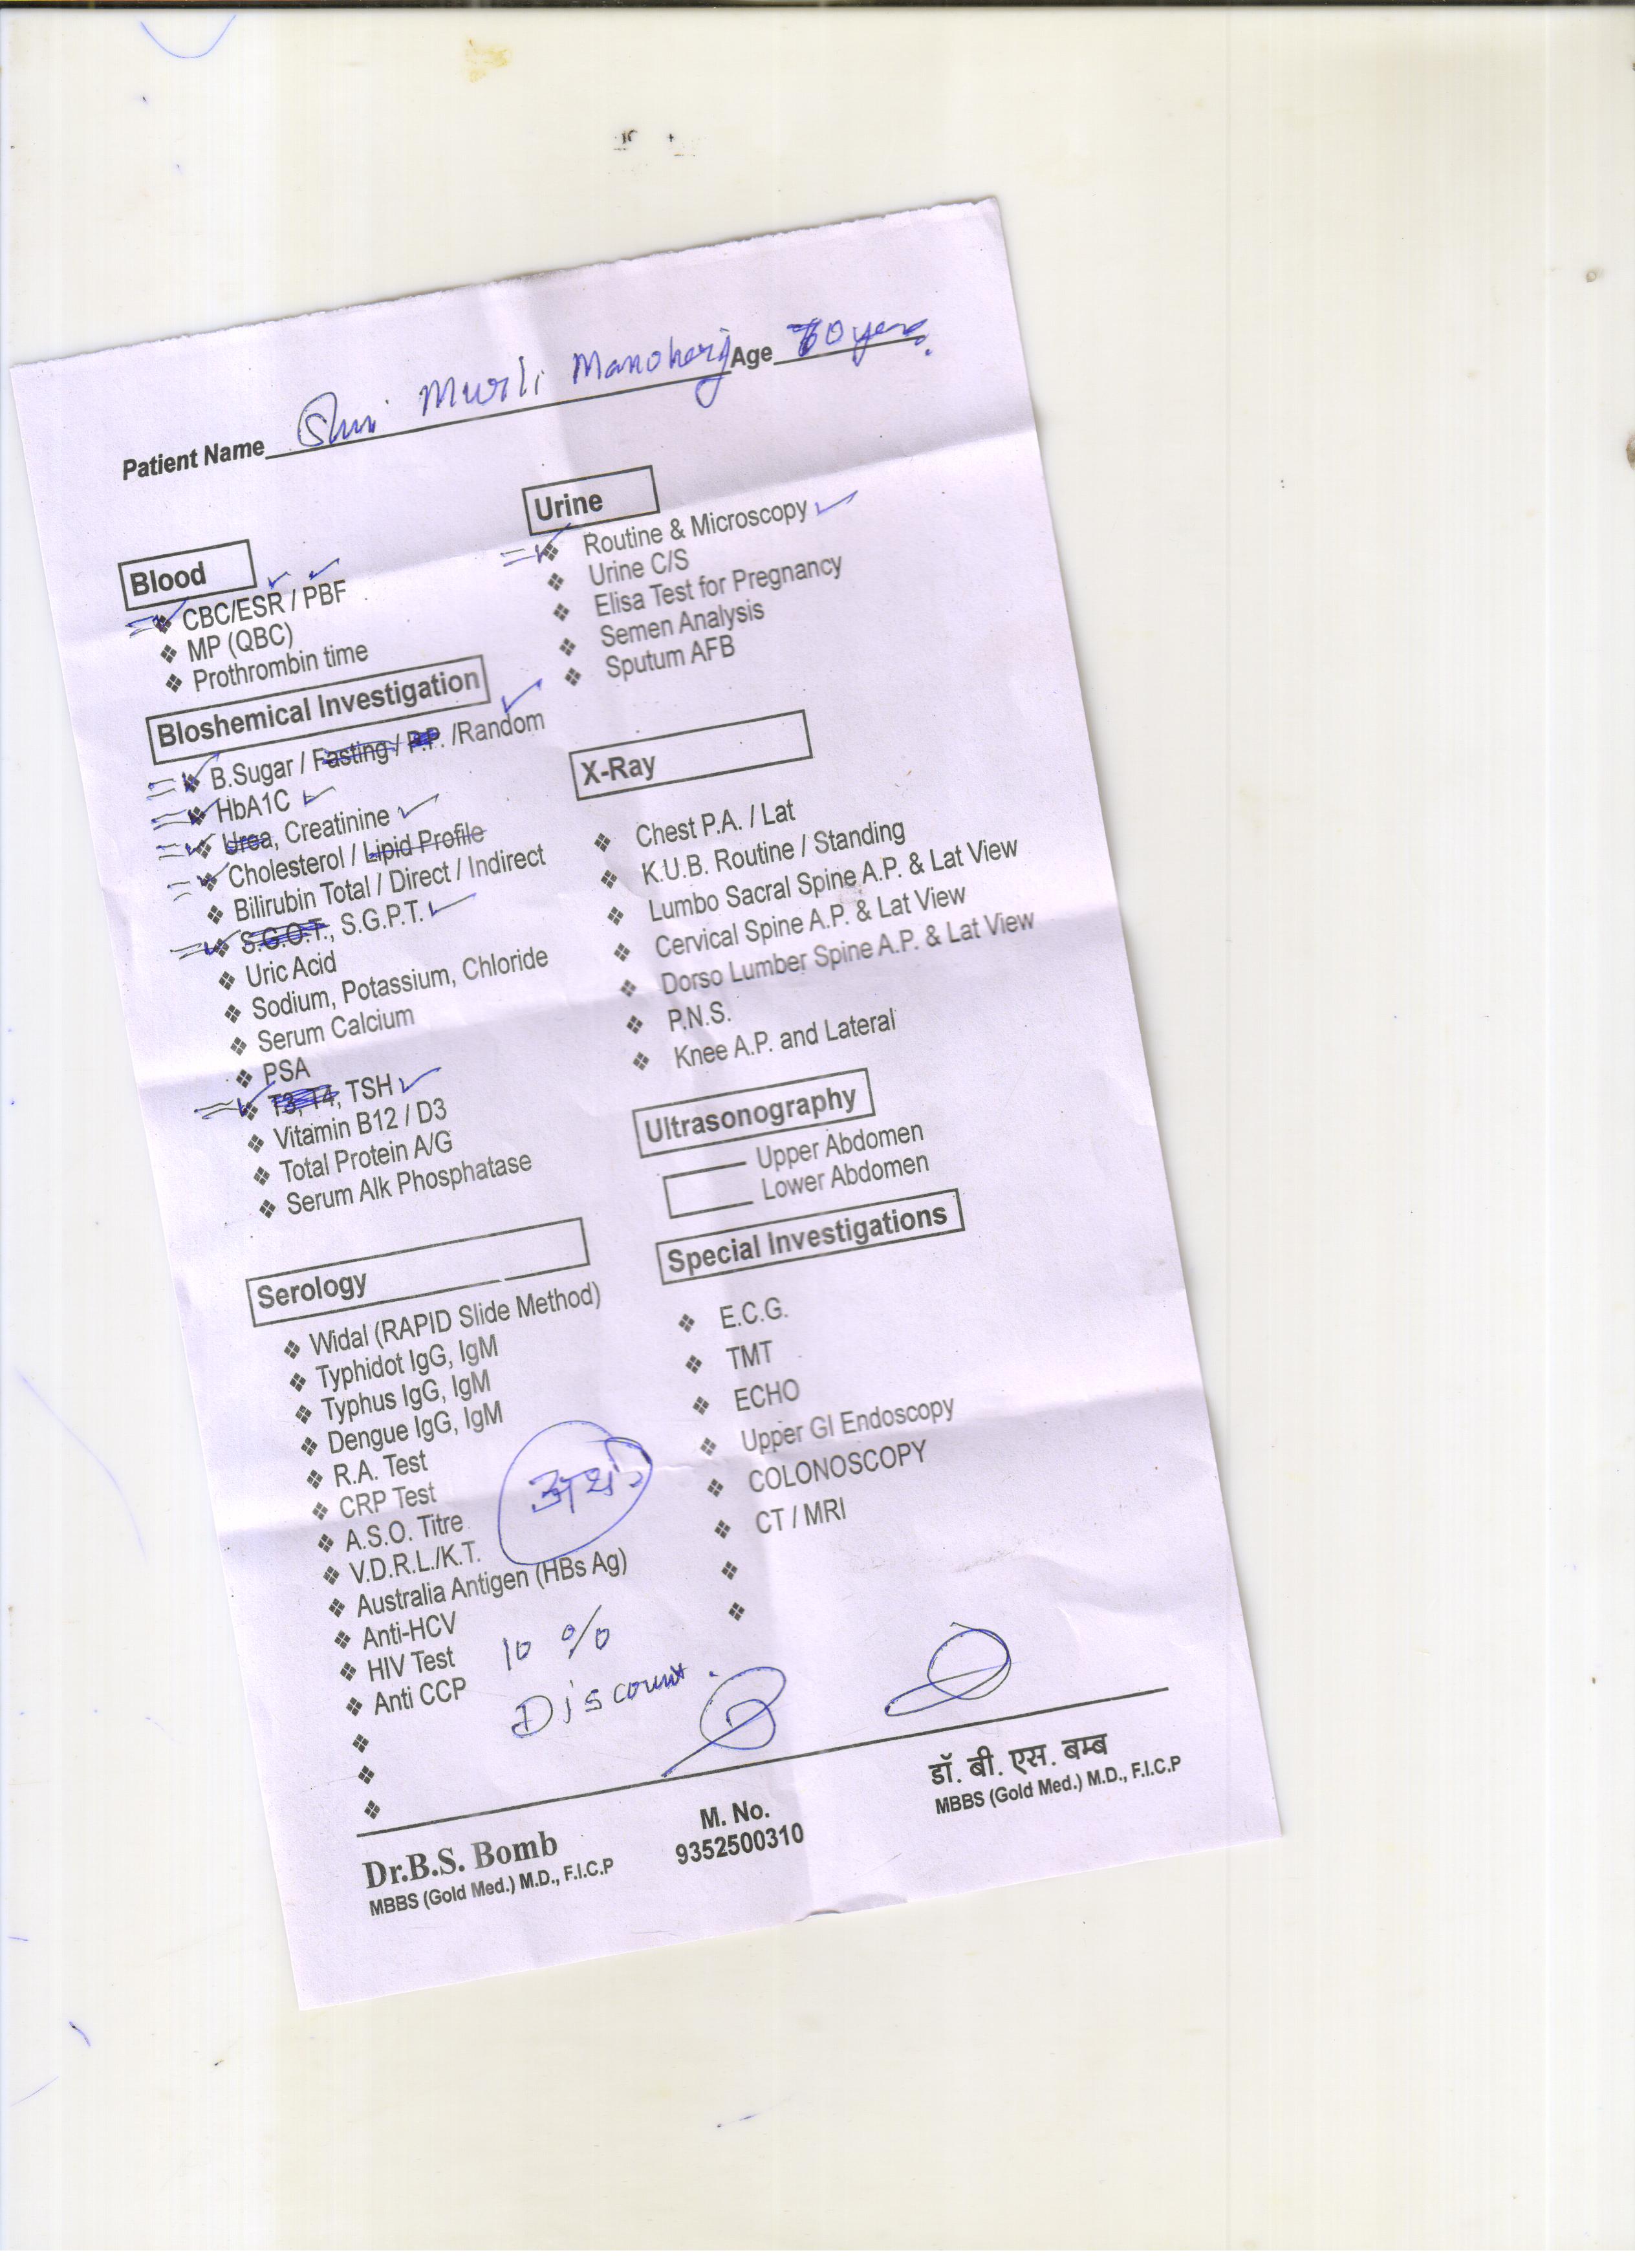 Patient Name Shri Murli Manoherji Age 70 years.
Blood
CBC/ESR / PBF
MP (QBC)
Prothrombin time
Bloshemical Investigation
B.Sugar / Fasting / P.P. /Random
HbA1C
Urea, Creatinine
Cholesterol / Lipid Profile
Bilirubin Total / Direct / Indirect
S.G.O.T., S.G.P.T.
Uric Acid
Sodium, Potassium, Chloride
Serum Calcium
PSA
T3, T4, TSH
Vitamin B12 / D3
Total Protein A/G
Serum Alk Phosphatase
Serology
Widal (RAPID Slide Method)
Typhidot IgG, IgM
Typhus IgG, IgM
Dengue IgG, IgM
R.A. Test
CRP Test
A.S.O. Titre
V.D.R.L./K.T.
Australia Antigen (HBs Ag)
Anti-HCV
HIV Test
Anti CCP
10 %
Discount.
Urine
Routine & Microscopy
Urine C/S
Elisa Test for Pregnancy
Semen Analysis
Sputum AFB
X-Ray
Chest P.A. / Lat
K.U.B. Routine / Standing
Lumbo Sacral Spine A.P. & Lat View
Cervical Spine A.P. & Lat View
Dorso Lumber Spine A.P. & Lat View
P.N.S.
Knee A.P. and Lateral
Ultrasonography
Upper Abdomen
Lower Abdomen
Special Investigations
E.C.G.
TMT
ECHO
Upper GI Endoscopy
COLONOSCOPY
CT / MRI
Dr.B.S. Bomb
MBBS (Gold Med.) M.D., F.I.C.P
M. No.
9352500310
डॉ. बी. एस. बम्ब
MBBS (Gold Med.) M.D., F.I.C.P